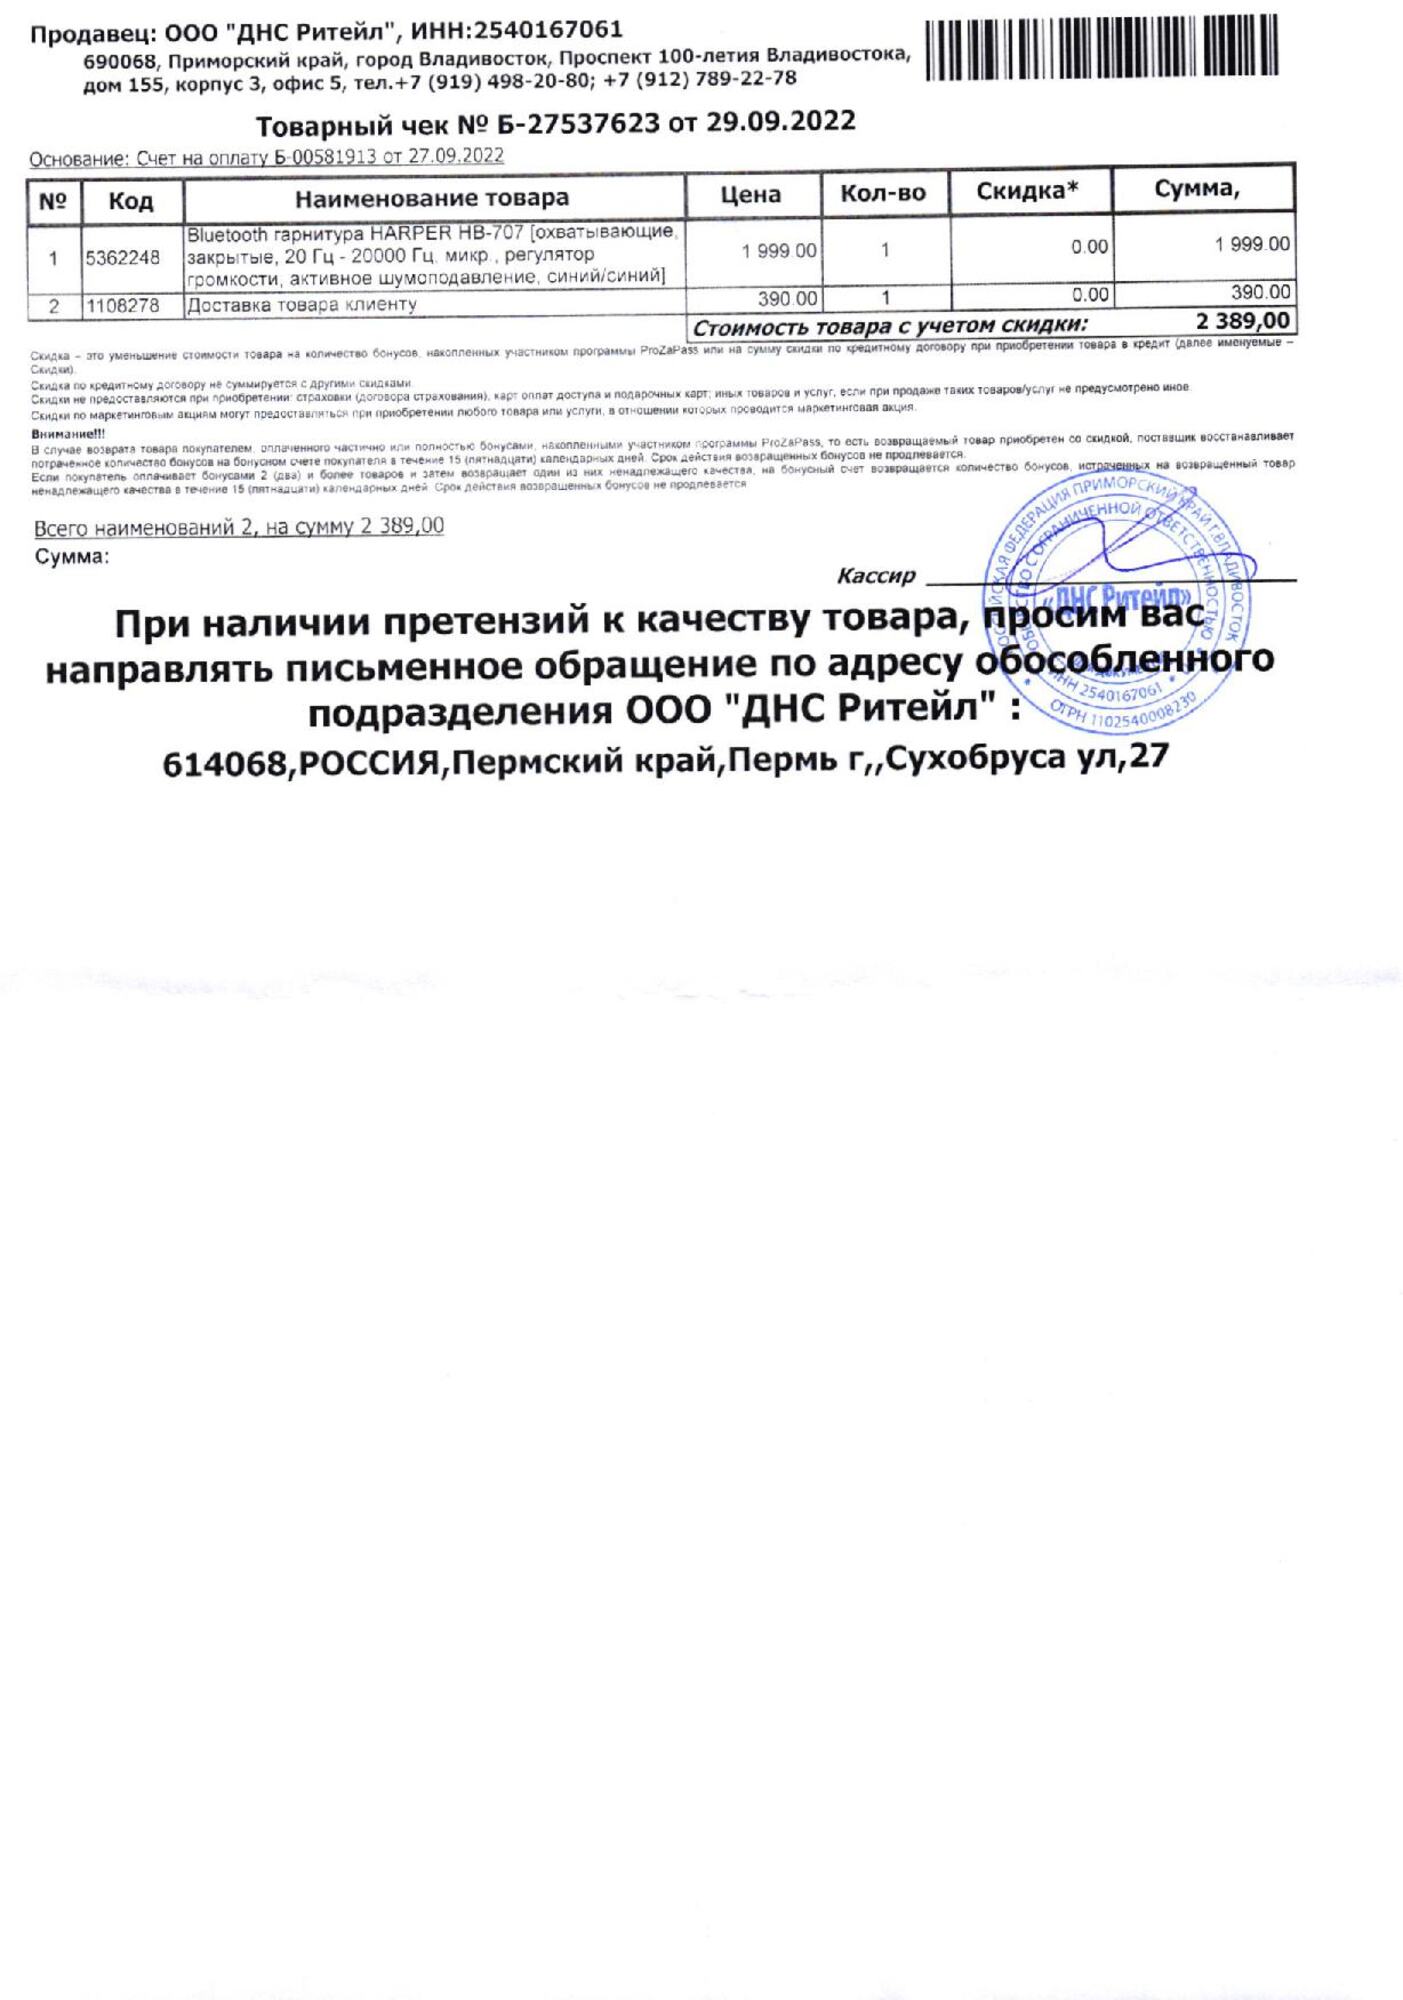 Продавец: ООО "ДНС Ритейл", ИНН:2540167061
690068, Приморский край, город Владивосток, Проспект 100-летия Владивостока,
дом 155, корпус 3, офис 5, тел.+7 (919) 498-20-80; +7 (912) 789-22-78
Товарный чек № Б-27537623 от 29.09.2022
Основание: Счет на оплату Б-00581913 от 27.09.2022
№ Код Наименование товара Цена Кол-во Скидка* Сумма,
1 5362248 Bluetooth гарнитура HARPER HB-707 [охватывающие, закрытые, 20 Гц - 20000 Гц, микр., регулятор громкости, активное шумоподавление, синий/синий] 1 999.00 1 0.00 1 999.00
2 1108278 Доставка товара клиенту 390.00 1 0.00 390.00
Стоимость товара с учетом скидки: 2 389,00
Скидка – это уменьшение стоимости товара на количество бонусов, накопленных участником программы ProZaPass или на сумму скидки по кредитному договору при приобретении товара в кредит (далее именуемые –
Скидки).
Скидка по кредитному договору не суммируется с другими скидками.
Скидки не предоставляются при приобретении: страховки (договора страхования), карт оплат доступа и подарочных карт; иных товаров и услуг, если при продаже таких товаров/услуг не предусмотрено иное.
Скидки по маркетинговым акциям могут предоставляться при приобретении любого товара или услуги, в отношении которых проводится маркетинговая акция.
Внимание!!!
В случае возврата товара покупателем, оплаченного частично или полностью бонусами, накопленными участником программы ProZaPass, то есть возвращаемый товар приобретен со скидкой, поставщик восстанавливает
потраченное количество бонусов на бонусном счете покупателя в течение 15 (пятнадцати) календарных дней. Срок действия возвращенных бонусов не продлевается.
Если покупатель оплачивает бонусами 2 (два) и более товаров и затем возвращает один из них ненадлежащего качества, на бонусный счет возвращается количество бонусов, истраченных на возвращенный товар
ненадлежащего качества в течение 15 (пятнадцати) календарных дней. Срок действия возвращенных бонусов не продлевается
Всего наименований 2, на сумму 2 389,00
Сумма:
Кассир
РОССИЙСКАЯ ФЕДЕРАЦИЯ ПРИМОРСКИЙ КРАЙ Г.ВЛАДИВОСТОК
ОБЩЕСТВО С ОГРАНИЧЕННОЙ ОТВЕТСТВЕННОСТЬЮ
«ДНС Ритейл»
ИНН 2540167061
ОГРН 1102540008230
При наличии претензий к качеству товара, просим вас
направлять письменное обращение по адресу обособленного
подразделения ООО "ДНС Ритейл" :
614068,РОССИЯ,Пермский край,Пермь г,,Сухобруса ул,27